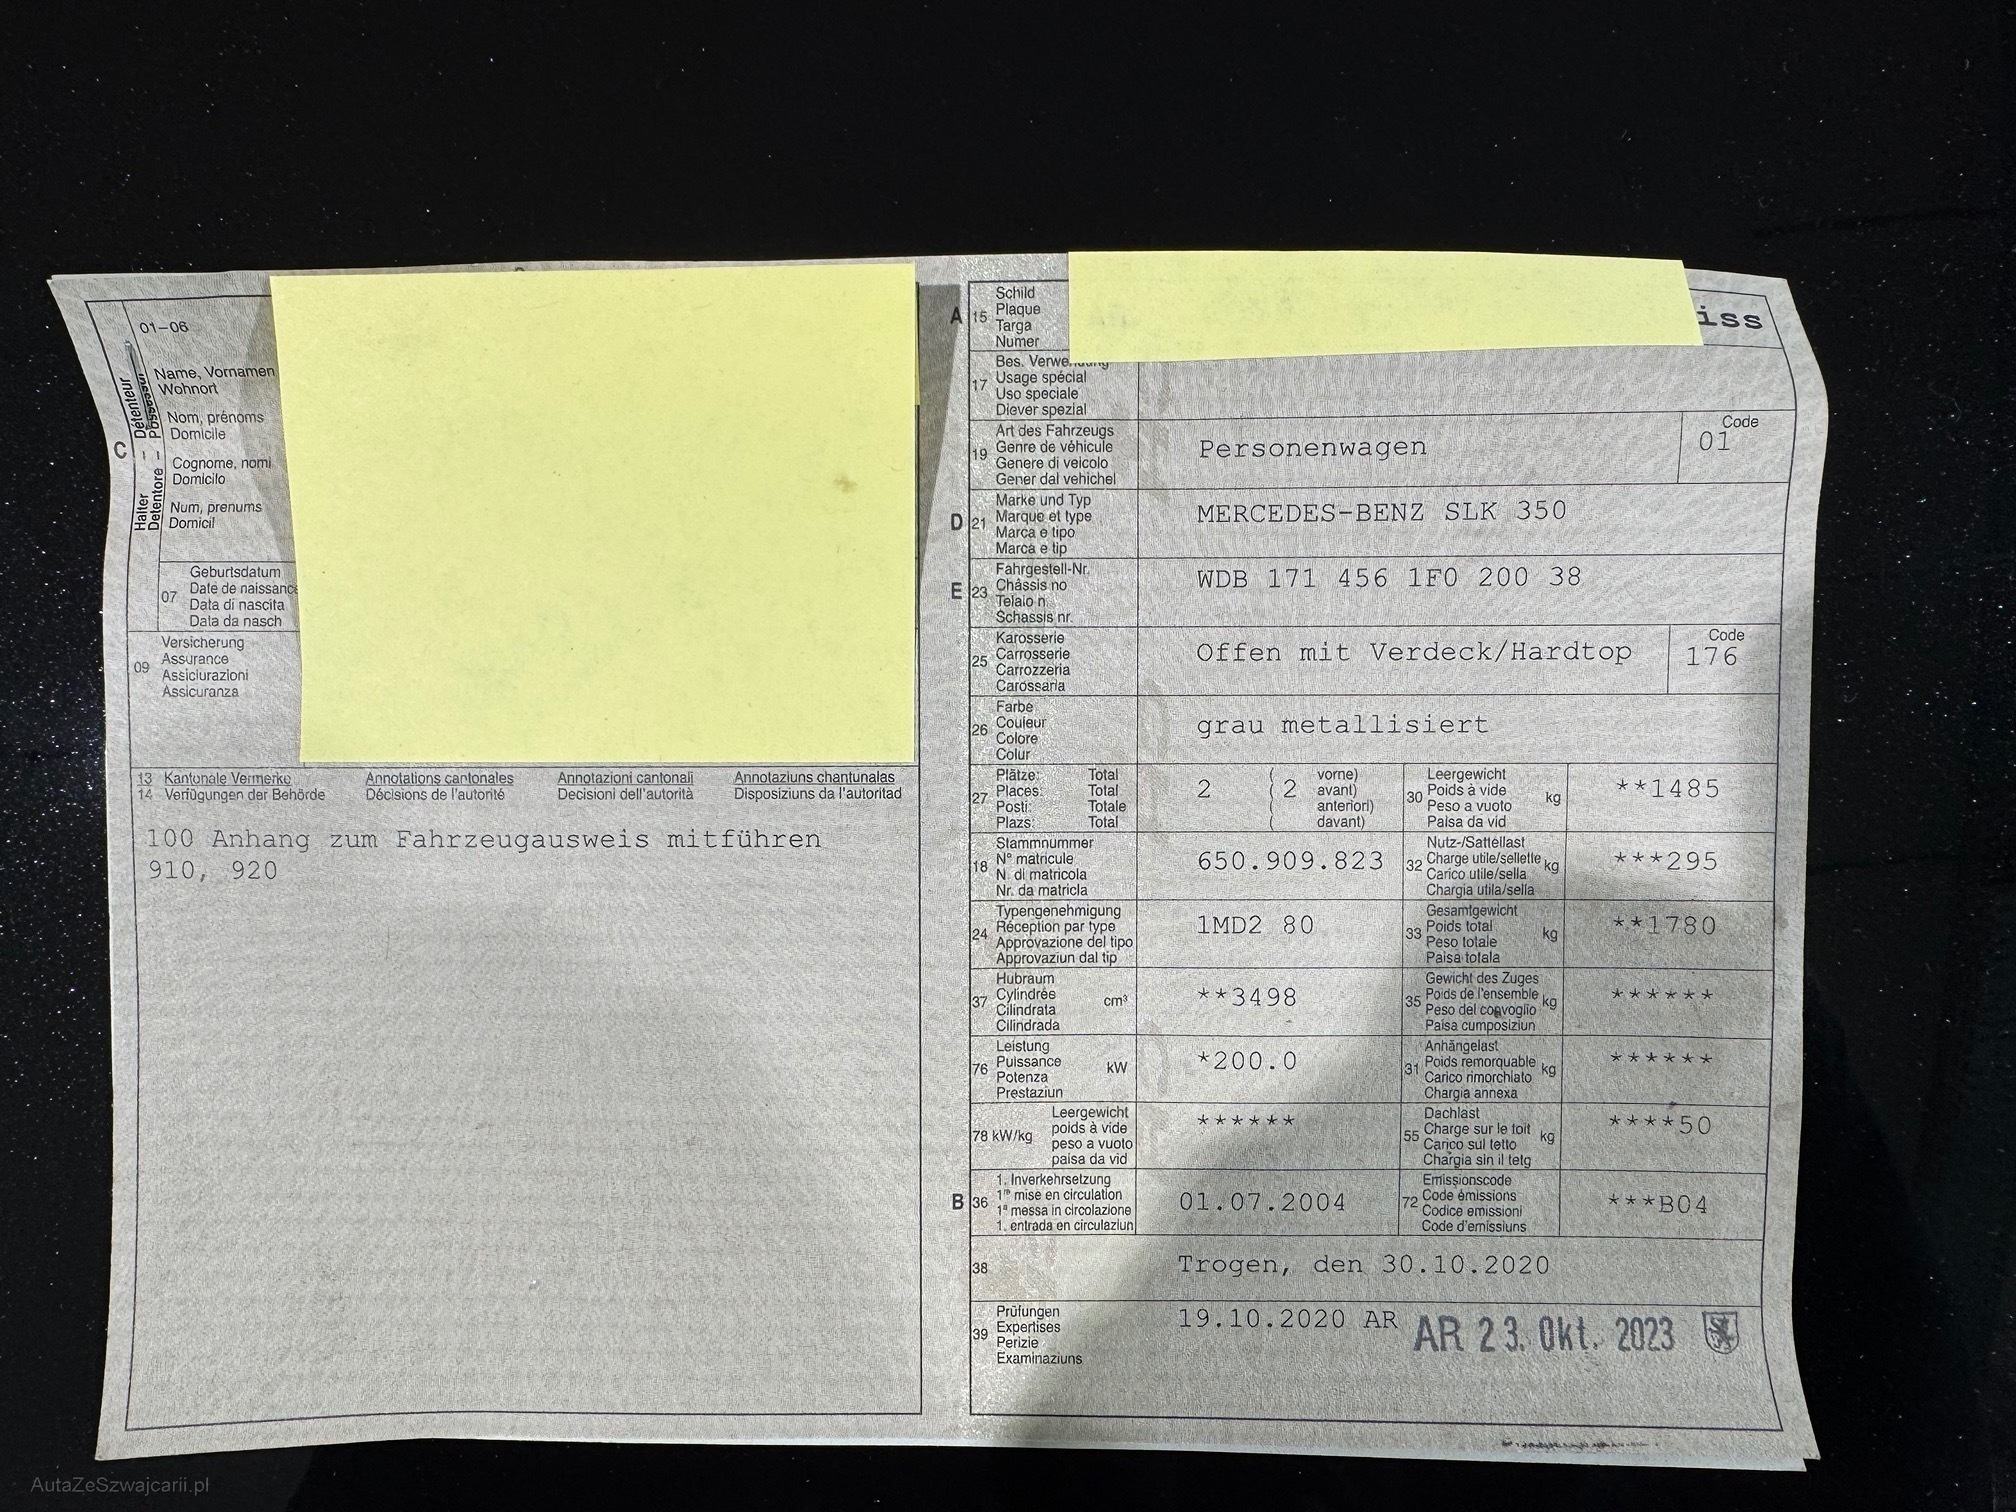 01-06
Halter Détenteur
Detentore - Possessur
C
Name, Vornamen
Wohnort
Nom, prénoms
Domicile
Cognome, nomi
Domicilo
Num, prenums
Domicil
07
Geburtsdatum
Date de naissance
Data di nascita
Data da nasch
09
Versicherung
Assurance
Assiciurazioni
Assicuranza
13 Kantonale Vermerke Annotations cantonales Annotazioni cantonali Annotaziuns chantunalas
14 Verfügungen der Behörde Décisions de l'autorité Decisioni dell'autorità Disposiziuns da l'autoritad
100 Anhang zum Fahrzeugausweis mitführen
910, 920
A 15
Schild
Plaque
Targa
Numer
iss
17
Bes.
Usage spécial
Uso speciale
Diever spezial
19
Art des Fahrzeugs
Genre de véhicule
Genere di veicolo
Gener dal vehichel
Personenwagen
Code
01
D 21
Marke und Typ
Marque et type
Marca e tipo
Marca e tip
MERCEDES-BENZ SLK 350
E 23
Fahrgestell-Nr.
Châssis no
Telaio n.
Schassis nr.
WDB 171 456 1F0 200 38
25
Karosserie
Carrosserie
Carrozzeria
Carossaria
Offen mit Verdeck/Hardtop
Code
176
26
Farbe
Couleur
Colore
Colur
grau metallisiert
27
Plätze: Total
Places: Total
Posti: Totale
Plazs: Total
2 ( 2 vorne)
( avant)
( anteriori)
( davant)
30
Leergewicht
Poids à vide
Peso a vuoto
Paisa da vid
kg
**1485
18
Stammnummer
N° matricule
N. di matricola
Nr. da matricla
650.909.823
32
Nutz-/Sattellast
Charge utile/sellette
Carico utile/sella
Chargia utila/sella
kg
***295
24
Typengenehmigung
Réception par type
Approvazione del tipo
Approvaziun dal tip
1MD2 80
33
Gesamtgewicht
Poids total
Peso totale
Paisa totala
kg
**1780
37
Hubraum
Cylindrée
Cilindrata
Cilindrada
cm³
**3498
35
Gewicht des Zuges
Poids de l'ensemble
Peso del convoglio
Paisa cumposiziun
kg
******
76
Leistung
Puissance
Potenza
Prestaziun
kW
*200.0
31
Anhängelast
Poids remorquable
Carico rimorchiato
Chargia annexa
kg
******
78 kW/kg
Leergewicht
poids à vide
peso a vuoto
paisa da vid
******
55
Dachlast
Charge sur le toit
Carico sul tetto
Chargia sin il tetg
kg
****50
B 36
1. Inverkehrsetzung
1re mise en circulation
1a messa in circolazione
1. entrada en circulaziun
01.07.2004
72
Emissionscode
Code émissions
Codice emissioni
Code d'emissiuns
***B04
38
Trogen, den 30.10.2020
39
Prüfungen
Expertises
Perizie
Examinaziuns
19.10.2020 AR
AR 23. Okt. 2023
AutaZeSzwajcarii.pl